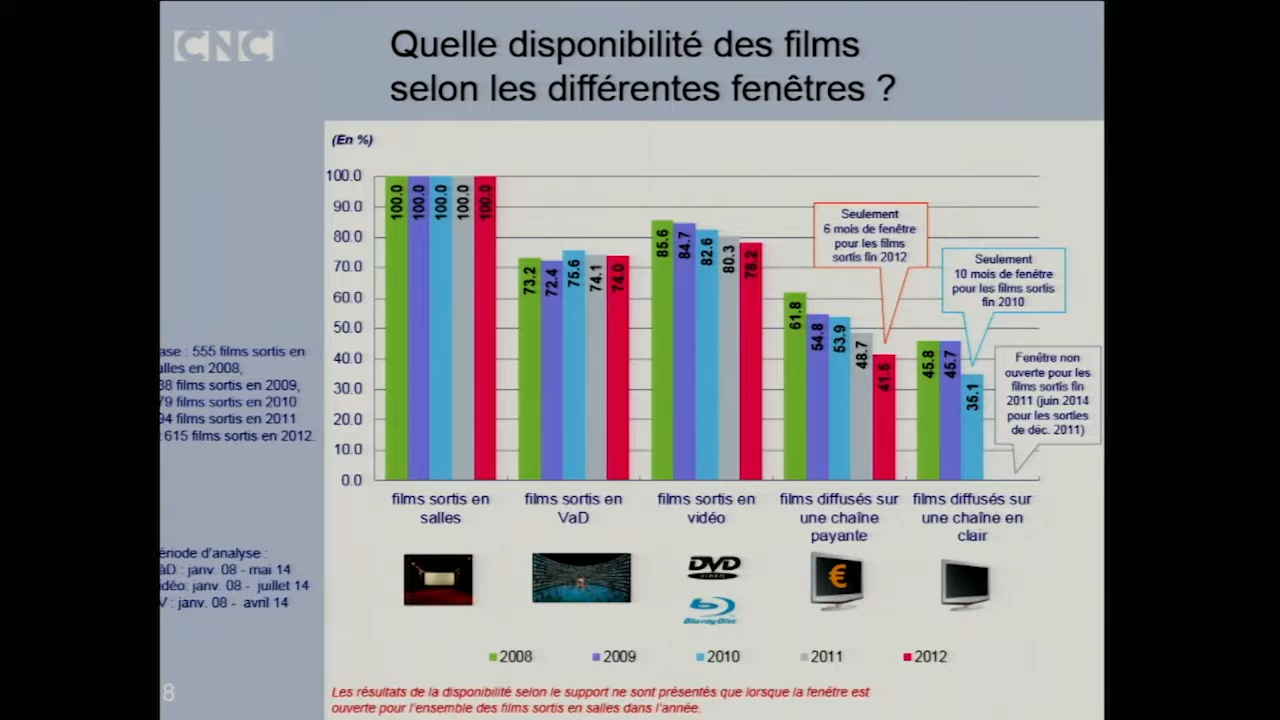 CNC
Quelle disponibilité des films
selon les différentes fenêtres ?
(En %)
100.0
90.0
80.0
70.0
60.0
50.0
40.0
30.0
20.0
10.0
0.0
100.0 100.0 100.0 100.0 100.0
73.2 72.4 75.6 74.1 74.0
85.6 84.7 82.6 80.3 78.2
61.8 54.8 53.9 48.7
45.8 45.7 35.1
Seulement
6 mois de fenêtre
pour les films
sortis fin 2012
Seulement
10 mois de fenêtre
pour les films sortis
fin 2010
Fenêtre non
ouverte pour les
films sortis fin
2011 (juin 2014
pour les sorties
de déc. 2011)
films sortis en
salles
films sortis en
VaD
films sortis en
vidéo
films diffusés sur
une chaîne
payante
films diffusés sur
une chaîne en
clair
DVD
VIDEO
Blu-ray Disc
€
2008 2009 2010 2011 2012
ase : 555 films sortis en
alles en 2008,
38 films sortis en 2009,
79 films sortis en 2010
94 films sortis en 2011
615 films sortis en 2012.
ériode d'analyse :
àD : janv. 08 - mai 14
idéo: janv. 08 - juillet 14
V : janv. 08 - avril 14
8
Les résultats de la disponibilité selon le support ne sont présentés que lorsque la fenêtre est
ouverte pour l'ensemble des films sortis en salles dans l'année.